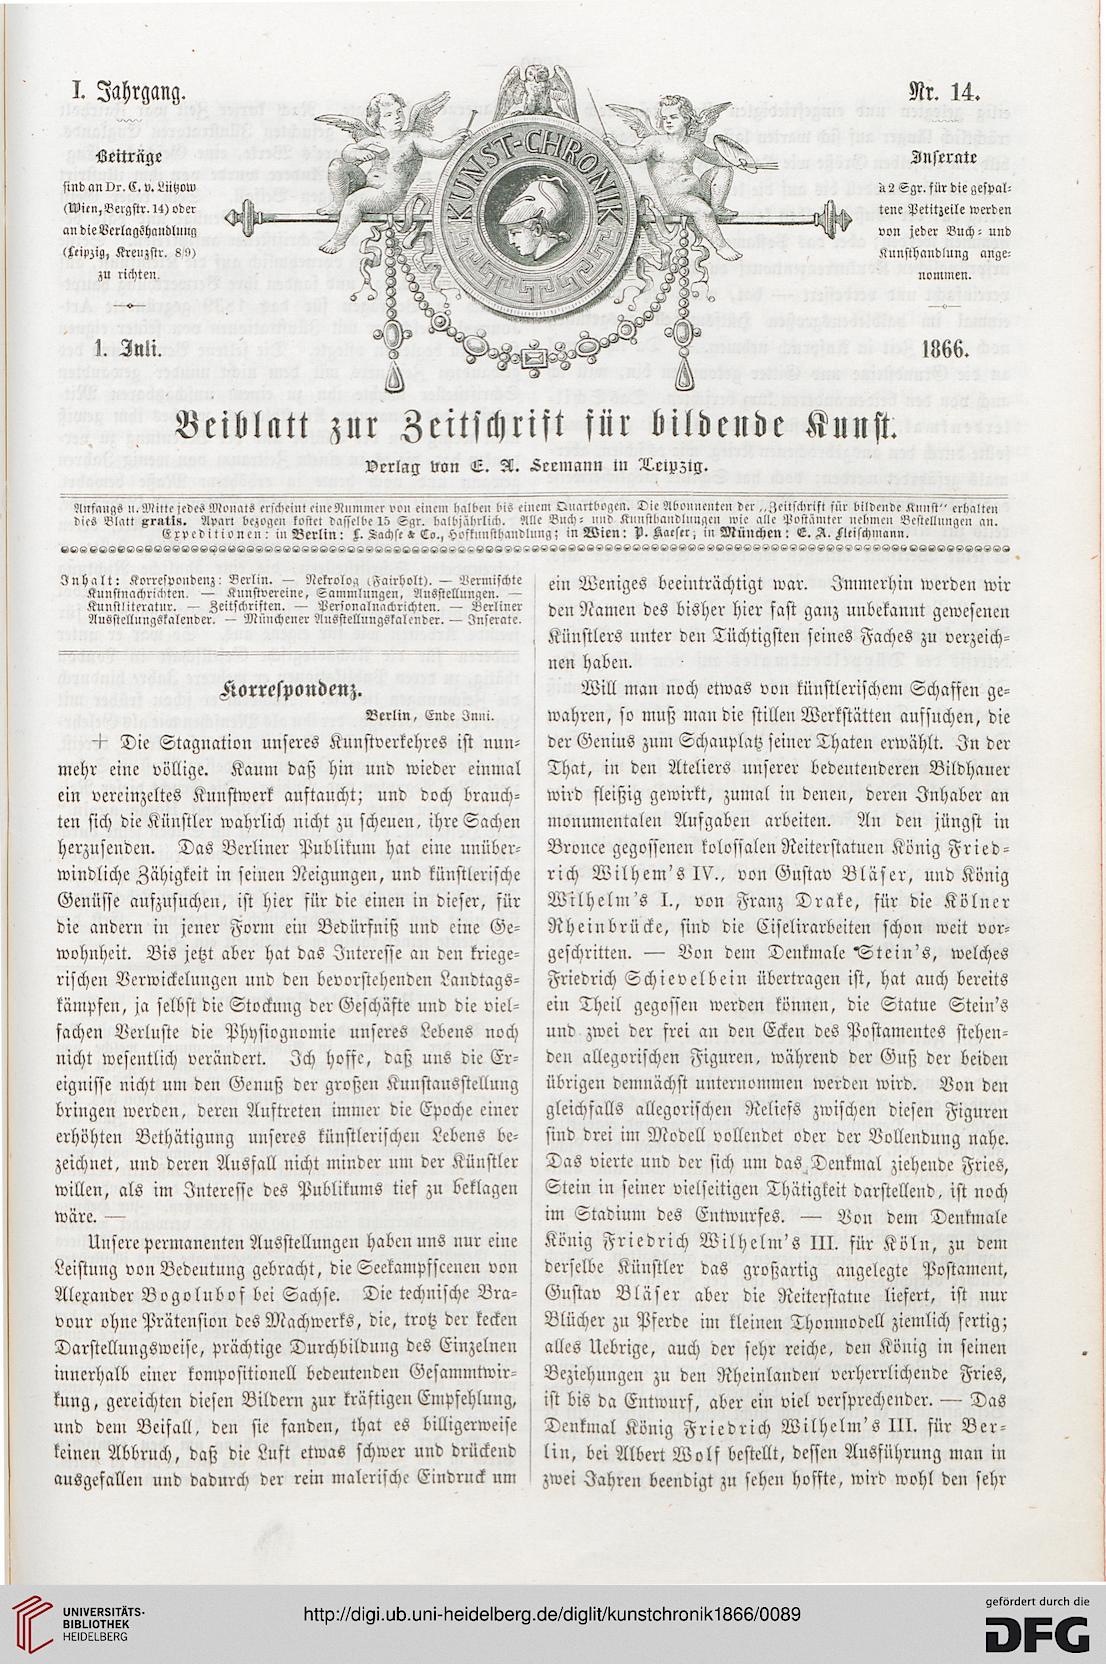 I. Jahrgang.
Nr. 14.
KUNST-CHRONIK
Beiträge
sind an Dr. C. v. Lützow
(Wien, Bergstr. 14) oder
an die Verlagshandlung
(Leipzig, Kreuzstr. 8/9)
zu richten.
1. Juli.
Inserate
à 2 Sgr. für die gespal-
tene Petitzeile werden
von jeder Buch- und
Kunsthandlung ange-
nommen.
1866.
Beiblatt zur Zeitschrift für bildende Kunst.
Verlag von E. A. Seemann in Leipzig.
Anfangs u. Mitte jedes Monats erscheint eine Nummer von einem halben bis einem Quartbogen. Die Abonnenten der „Zeitschrift für bildende Kunst“ erhalten
dies Blatt gratis. Apart bezogen kostet dasselbe 15 Sgr. halbjährlich. Alle Buch- und Kunsthandlungen wie alle Postämter nehmen Bestellungen an.
Expeditionen: in Berlin: L. Sachse & Co., Hofkunsthandlung; in Wien: P. Kaeser; in München: E. A. Fleischmann.
Inhalt: Korrespondenz: Berlin. — Nekrolog (Fairholt). — Vermischte
Kunstnachrichten. — Kunstvereine, Sammlungen, Ausstellungen. —
Kunstliteratur. — Zeitschriften. — Personalnachrichten. — Berliner
Ausstellungskalender. — Münchener Ausstellungskalender. — Inserate.
Korrespondenz.
Berlin, Ende Juni.
+ Die Stagnation unseres Kunstverkehres ist nun-
mehr eine völlige. Kaum daß hin und wieder einmal
ein vereinzeltes Kunstwerk auftaucht; und doch brauch-
ten sich die Künstler wahrlich nicht zu scheuen, ihre Sachen
herzusenden. Das Berliner Publikum hat eine unüber-
windliche Zähigkeit in seinen Neigungen, und künstlerische
Genüsse aufzusuchen, ist hier für die einen in dieser, für
die andern in jener Form ein Bedürfniß und eine Ge-
wohnheit. Bis jetzt aber hat das Interesse an den kriege-
rischen Verwickelungen und den bevorstehenden Landtags-
kämpfen, ja selbst die Stockung der Geschäfte und die viel-
fachen Verluste die Physiognomie unseres Lebens noch
nicht wesentlich verändert. Ich hoffe, daß uns die Er-
eignisse nicht um den Genuß der großen Kunstausstellung
bringen werden, deren Auftreten immer die Epoche einer
erhöhten Bethätigung unseres künstlerischen Lebens be-
zeichnet, und deren Ausfall nicht minder um der Künstler
willen, als im Interesse des Publikums tief zu beklagen
wäre. —
Unsere permanenten Ausstellungen haben uns nur eine
Leistung von Bedeutung gebracht, die Seekampfscenen von
Alexander Bogolubof bei Sachse. Die technische Bra-
vour ohne Prätension des Machwerks, die, trotz der kecken
Darstellungsweise, prächtige Durchbildung des Einzelnen
innerhalb einer kompositionell bedeutenden Gesammtwir-
kung, gereichten diesen Bildern zur kräftigen Empfehlung,
und dem Beifall, den sie fanden, that es billigerweise
keinen Abbruch, daß die Luft etwas schwer und drückend
ausgefallen und dadurch der rein malerische Eindruck um
ein Weniges beeinträchtigt war. Immerhin werden wir
den Namen des bisher hier fast ganz unbekannt gewesenen
Künstlers unter den Tüchtigsten seines Faches zu verzeich-
nen haben.
Will man noch etwas von künstlerischem Schaffen ge-
wahren, so muß man die stillen Werkstätten aufsuchen, die
der Genius zum Schauplatz seiner Thaten erwählt. In der
That, in den Ateliers unserer bedeutenderen Bildhauer
wird fleißig gewirkt, zumal in denen, deren Inhaber an
monumentalen Aufgaben arbeiten. An den jüngst in
Bronce gegossenen kolossalen Reiterstatuen König Fried-
rich Wilhem's IV., von Gustav Bläser, und König
Wilhelm's I., von Franz Drake, für die Kölner
Rheinbrücke, sind die Ciselirarbeiten schon weit vor-
geschritten. — Von dem Denkmale Stein's, welches
Friedrich Schievelbein übertragen ist, hat auch bereits
ein Theil gegossen werden können, die Statue Stein's
und zwei der frei an den Ecken des Postamentes stehen-
den allegorischen Figuren, während der Guß der beiden
übrigen demnächst unternommen werden wird. Von den
gleichfalls allegorischen Reliefs zwischen diesen Figuren
sind drei im Modell vollendet oder der Vollendung nahe.
Das vierte und der sich um das Denkmal ziehende Fries,
Stein in seiner vielseitigen Thätigkeit darstellend, ist noch
im Stadium des Entwurfes. — Von dem Denkmale
König Friedrich Wilhelm's III. für Köln, zu dem
derselbe Künstler das großartig angelegte Postament,
Gustav Bläser aber die Reiterstatue liefert, ist nur
Blücher zu Pferde im kleinen Thonmodell ziemlich fertig;
alles Uebrige, auch der sehr reiche, den König in seinen
Beziehungen zu den Rheinlanden verherrlichende Fries,
ist bis da Entwurf, aber ein viel versprechender. — Das
Denkmal König Friedrich Wilhelm's III. für Ber-
lin, bei Albert Wolf bestellt, dessen Ausführung man in
zwei Jahren beendigt zu sehen hoffte, wird wohl den sehr
UNIVERSITÄTS-
BIBLIOTHEK
HEIDELBERG
http://digi.ub.uni-heidelberg.de/diglit/kunstchronik1866/0089
gefördert durch die
DFG